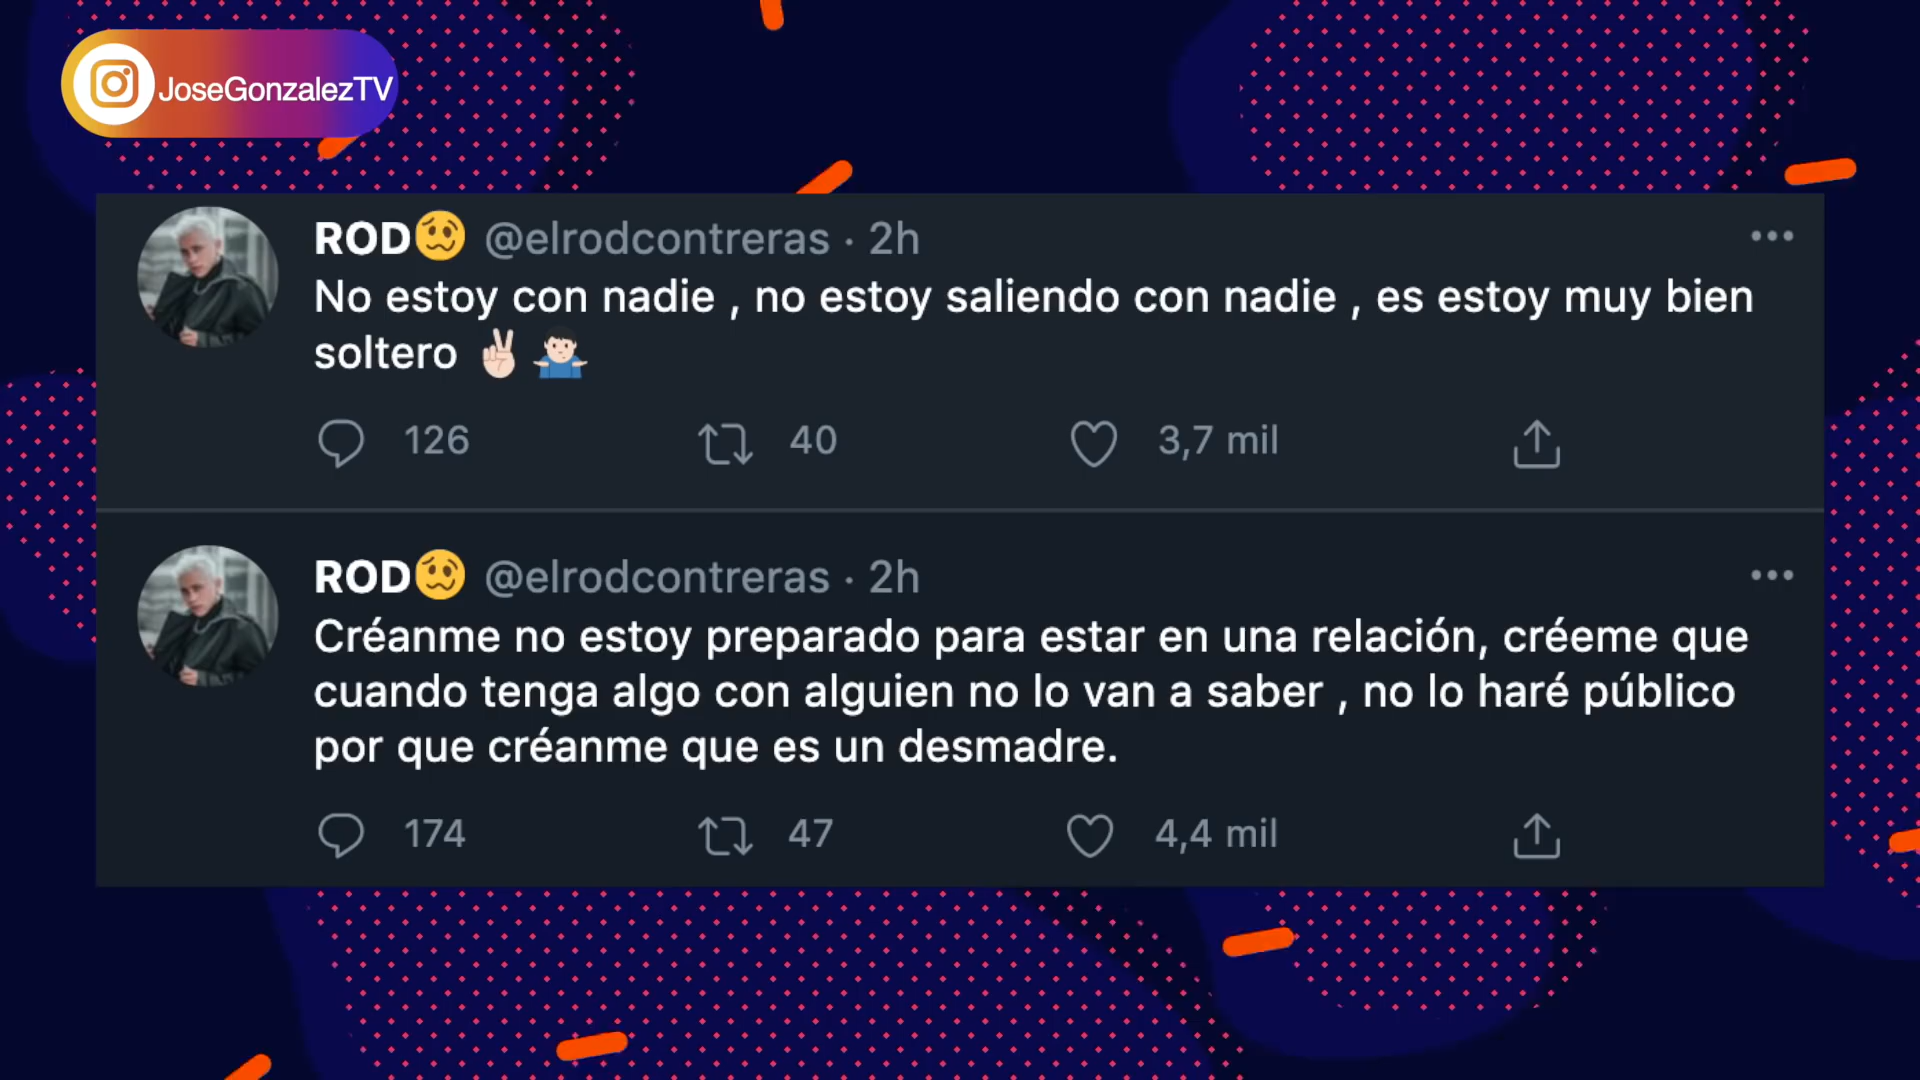 JoseGonzalezTV
ROD🥴 @elrodcontreras · 2h
No estoy con nadie , no estoy saliendo con nadie , es estoy muy bien
soltero ✌🏻 🤷🏻‍♂️
126 40 3,7 mil
ROD🥴 @elrodcontreras · 2h
Créanme no estoy preparado para estar en una relación, créeme que
cuando tenga algo con alguien no lo van a saber , no lo haré público
por que créanme que es un desmadre.
174 47 4,4 mil